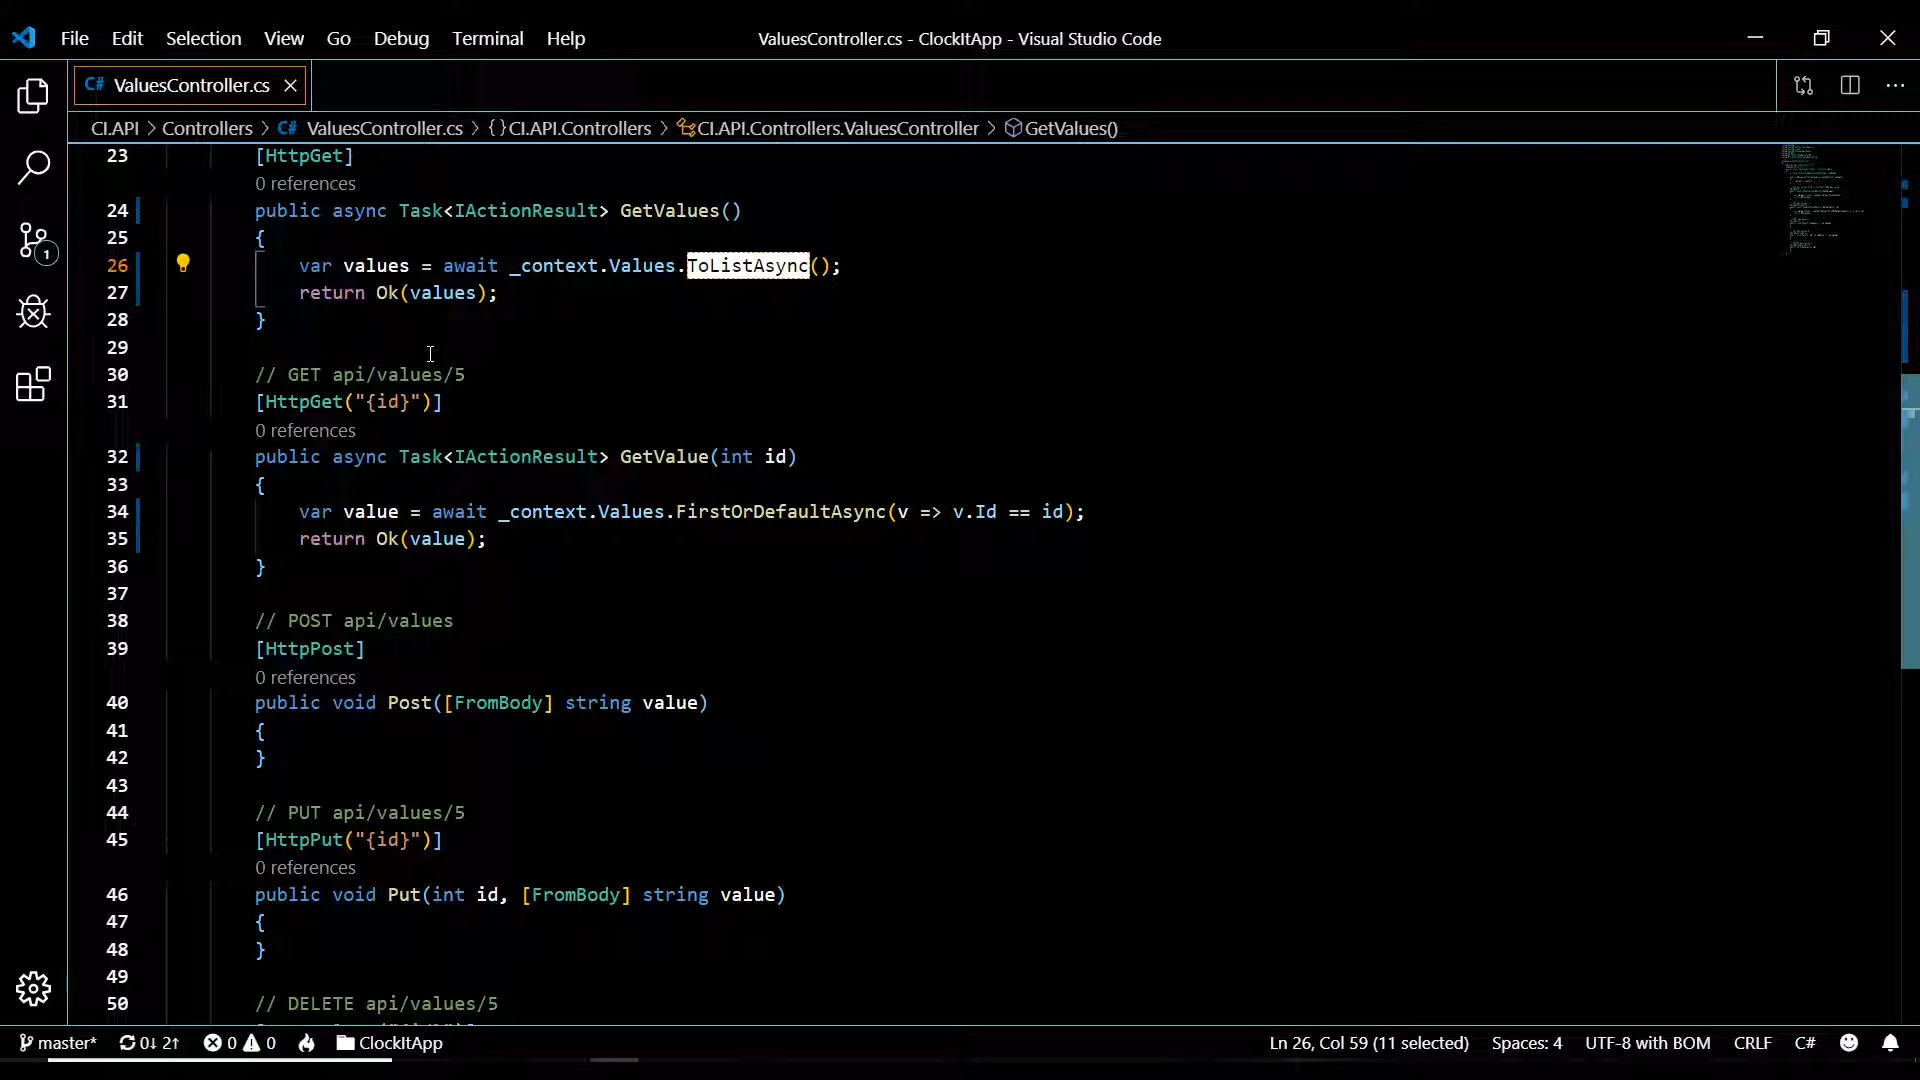 File Edit Selection View Go Debug Terminal Help ValuesController.cs - ClockItApp - Visual Studio Code
C# ValuesController.cs
CI.API > Controllers > C# ValuesController.cs > {}CI.API.Controllers > CI.API.Controllers.ValuesController > GetValues()
23 [HttpGet]
0 references
24 public async Task<IActionResult> GetValues()
25 {
26 var values = await _context.Values.ToListAsync();
27 return Ok(values);
28 }
29
30 // GET api/values/5
31 [HttpGet("{id}")]
0 references
32 public async Task<IActionResult> GetValue(int id)
33 {
34 var value = await _context.Values.FirstOrDefaultAsync(v => v.Id == id);
35 return Ok(value);
36 }
37
38 // POST api/values
39 [HttpPost]
0 references
40 public void Post([FromBody] string value)
41 {
42 }
43
44 // PUT api/values/5
45 [HttpPut("{id}")]
0 references
46 public void Put(int id, [FromBody] string value)
47 {
48 }
49
50 // DELETE api/values/5
1
master* 0↓ 2↑ 0 0 ClockItApp Ln 26, Col 59 (11 selected) Spaces: 4 UTF-8 with BOM CRLF C#